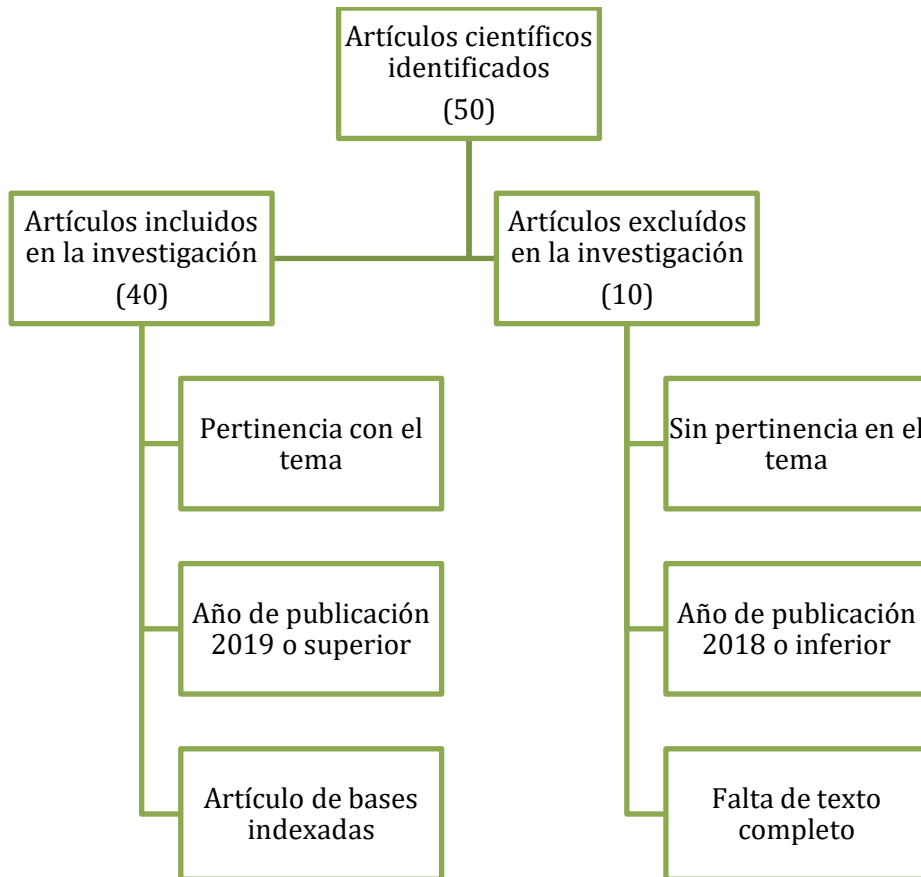 Artículos científicos
identificados
(50)
Artículos incluidos
en la investigación
(40)
Artículos excluídos
en la investigación
(10)
Pertinencia con el
tema
Sin pertinencia en el
tema
Año de publicación
2019 o superior
Año de publicación
2018 o inferior
Artículo de bases
indexadas
Falta de texto
completo